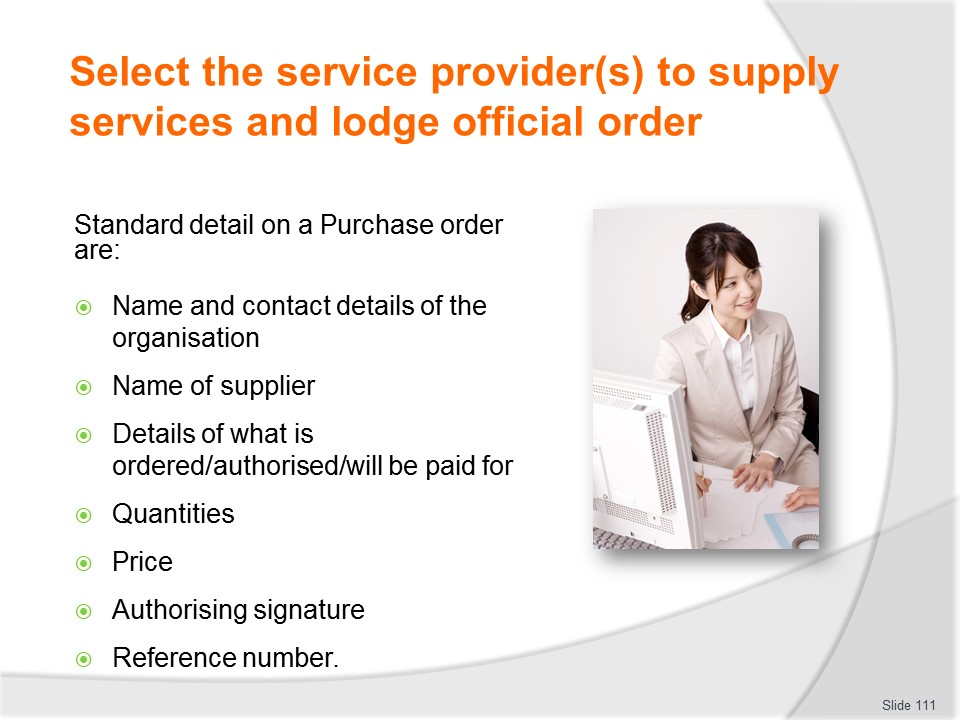 Select the service provider(s) to supply
services and lodge official order
Standard detail on a Purchase order
are:
Name and contact details of the
organisation
Name of supplier
Details of what is
ordered/authorised/will be paid for
Quantities
Price
Authorising signature
Reference number.
Slide 111